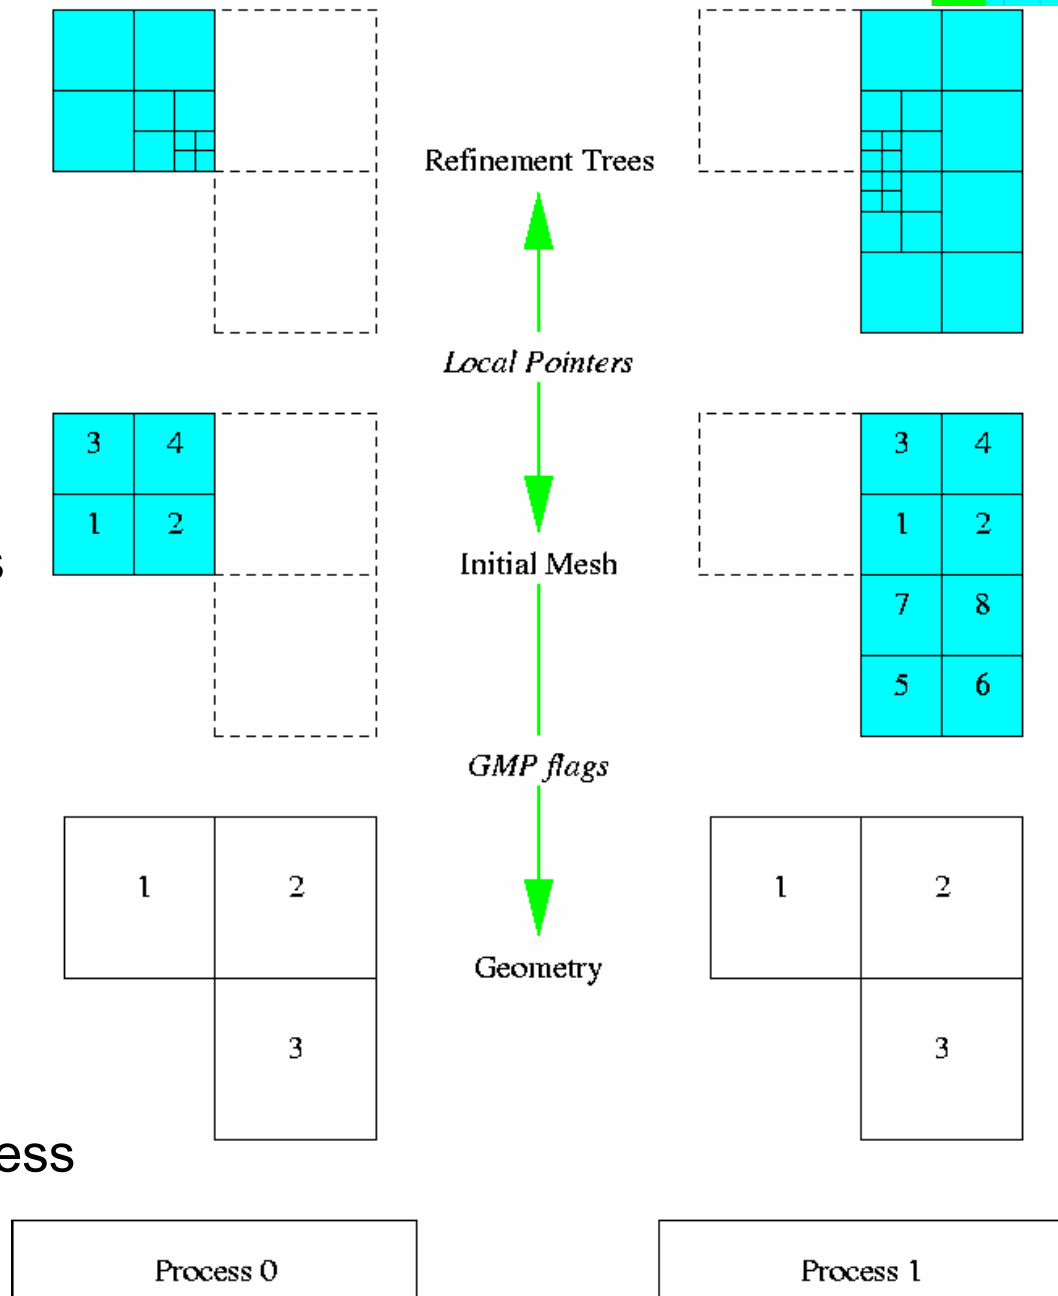 Refinement Trees
Local Pointers
3 4
3 4
1 2
1 2
s
Initial Mesh
7 8
5 6
GMP flags
1 2
1 2
Geometry
3
3
ess
Process 0
Process 1